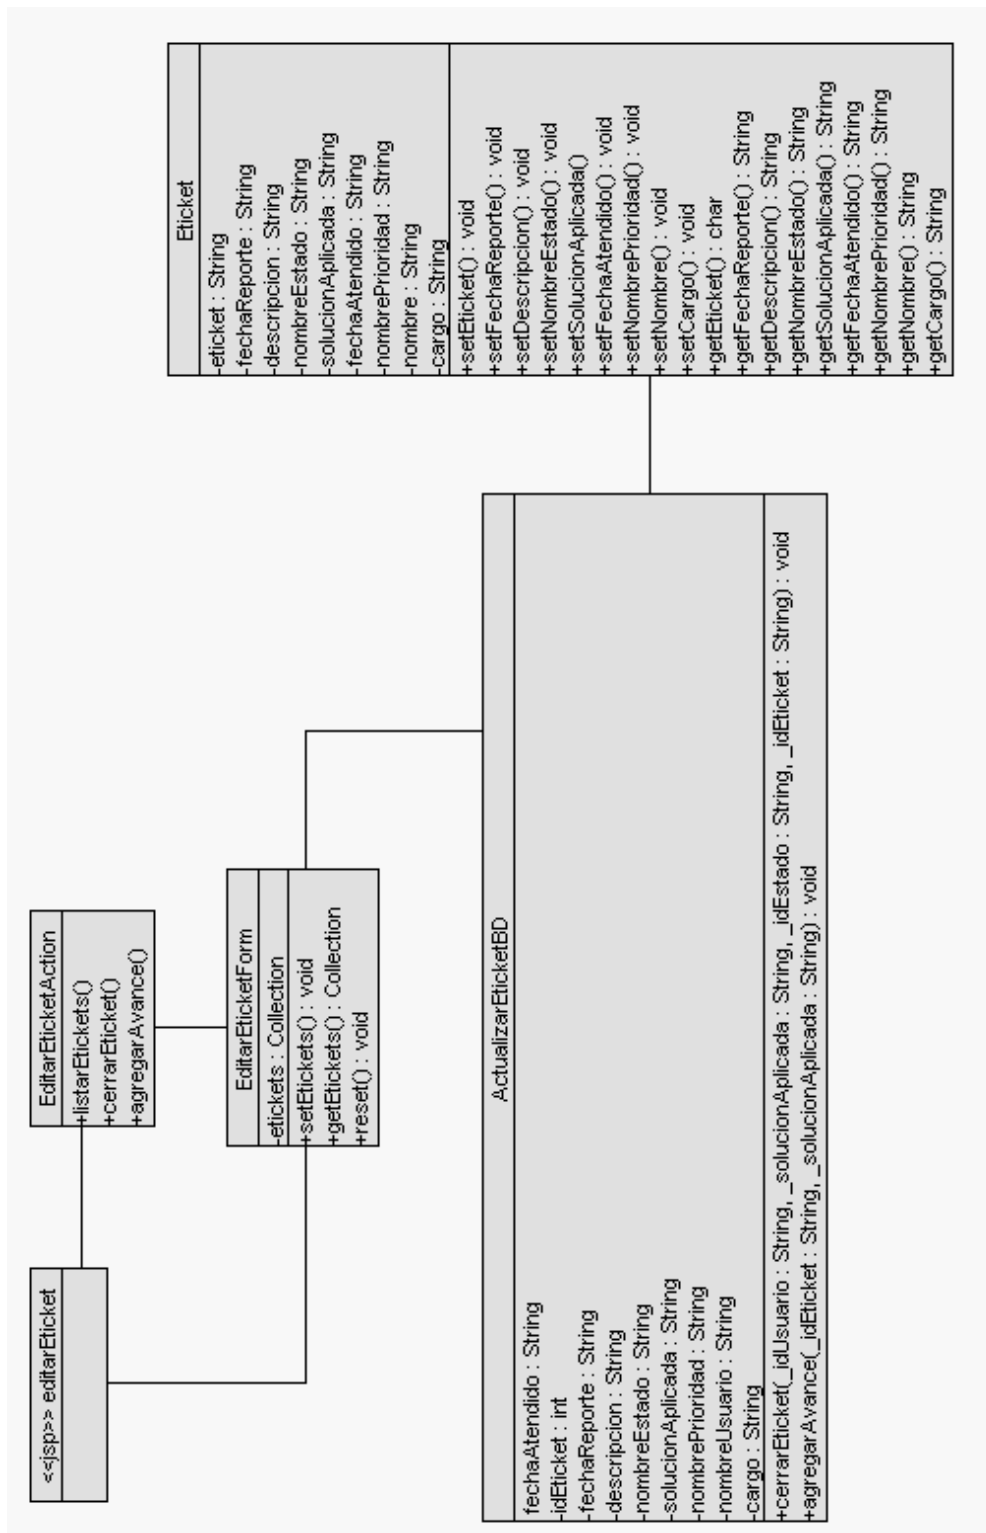 <<jsp>> editarEticket
EditarEticketAction
+listarEtickets()
+cerrarEticket()
+agregarAvance()
EditarEticketForm
-etickets : Collection
+setEtickets() : void
+getEtickets() : Collection
+reset() : void
ActualizarEticketBD
fechaAtendido : String
-idEticket : int
-fechaReporte : String
-descripcion : String
-nombreEstado : String
-solucionAplicada : String
-nombrePrioridad : String
-nombreUsuario : String
-cargo : String
+cerrarEticket(_idUsuario : String, _solucionAplicada : String, _idEstado : String, _idEticket : String) : void
+agregarAvance(_idEticket : String, _solucionAplicada : String) : void
Eticket
-eticket : String
-fechaReporte : String
-descripcion : String
-nombreEstado : String
-solucionAplicada : String
-fechaAtendido : String
-nombrePrioridad : String
-nombre : String
-cargo : String
+setEticket() : void
+setFechaReporte() : void
+setDescripcion() : void
+setNombreEstado() : void
+setSolucionAplicada()
+setFechaAtendido() : void
+setNombrePrioridad() : void
+setNombre() : void
+setCargo() : void
+getEticket() : char
+getFechaReporte() : String
+getDescripcion() : String
+getNombreEstado() : String
+getSolucionAplicada() : String
+getFechaAtendido() : String
+getNombrePrioridad() : String
+getNombre() : String
+getCargo() : String